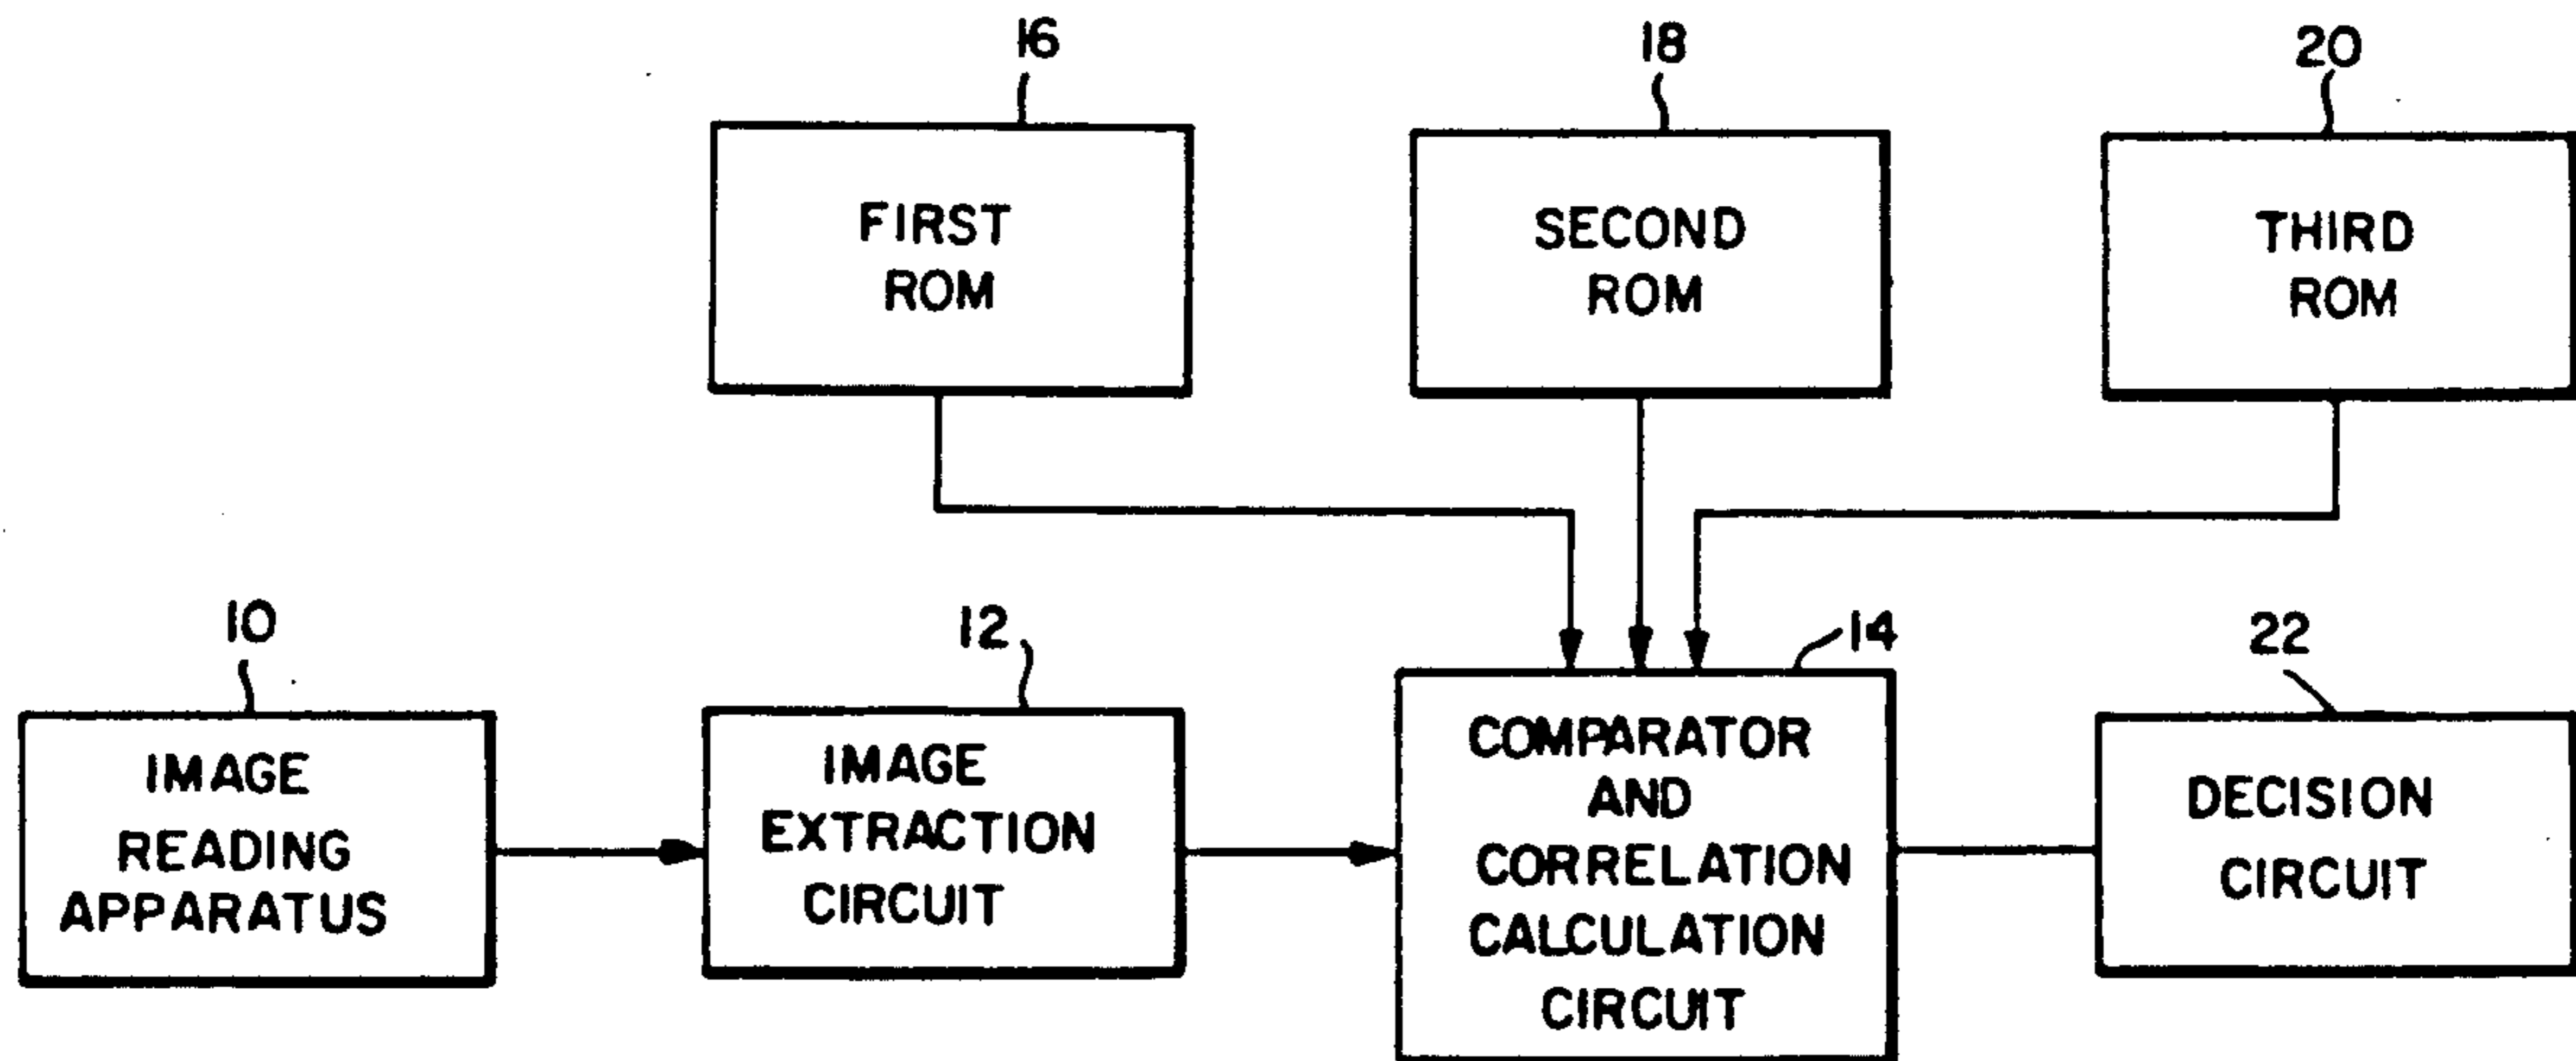 16
18
20
FIRST
ROM
SECOND
ROM
THIRD
ROM
10
12
14
22
IMAGE
READING
APPARATUS
IMAGE
EXTRACTION
CIRCUIT
COMPARATOR
AND
CORRELATION
CALCULATION
CIRCUIT
DECISION
CIRCUIT